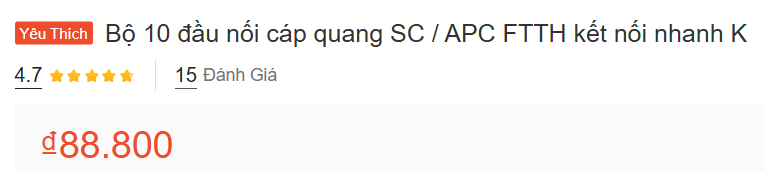 Yêu Thích Bộ 10 đầu nối cáp quang SC / APC FTTH kết nối nhanh K
4.7 15 Đánh Giá
₫88.800